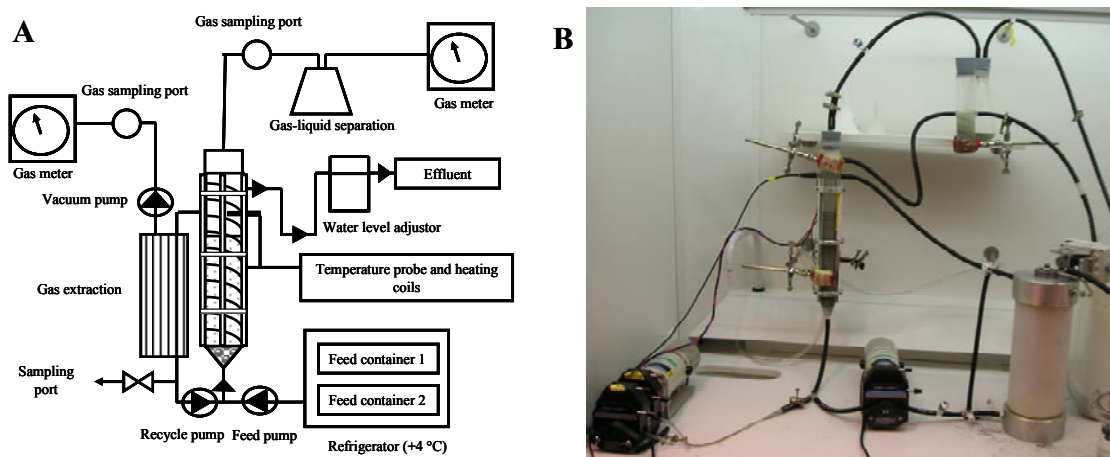 A
Gas sampling port
Gas meter
Gas-liquid separation
Gas sampling port
Gas meter
Vacuum pump
Gas extraction
Effluent
Water level adjustor
Temperature probe and heating
coils
Sampling
port
Feed container 1
Feed container 2
Recycle pump
Feed pump
Refrigerator (+4 °C)
B